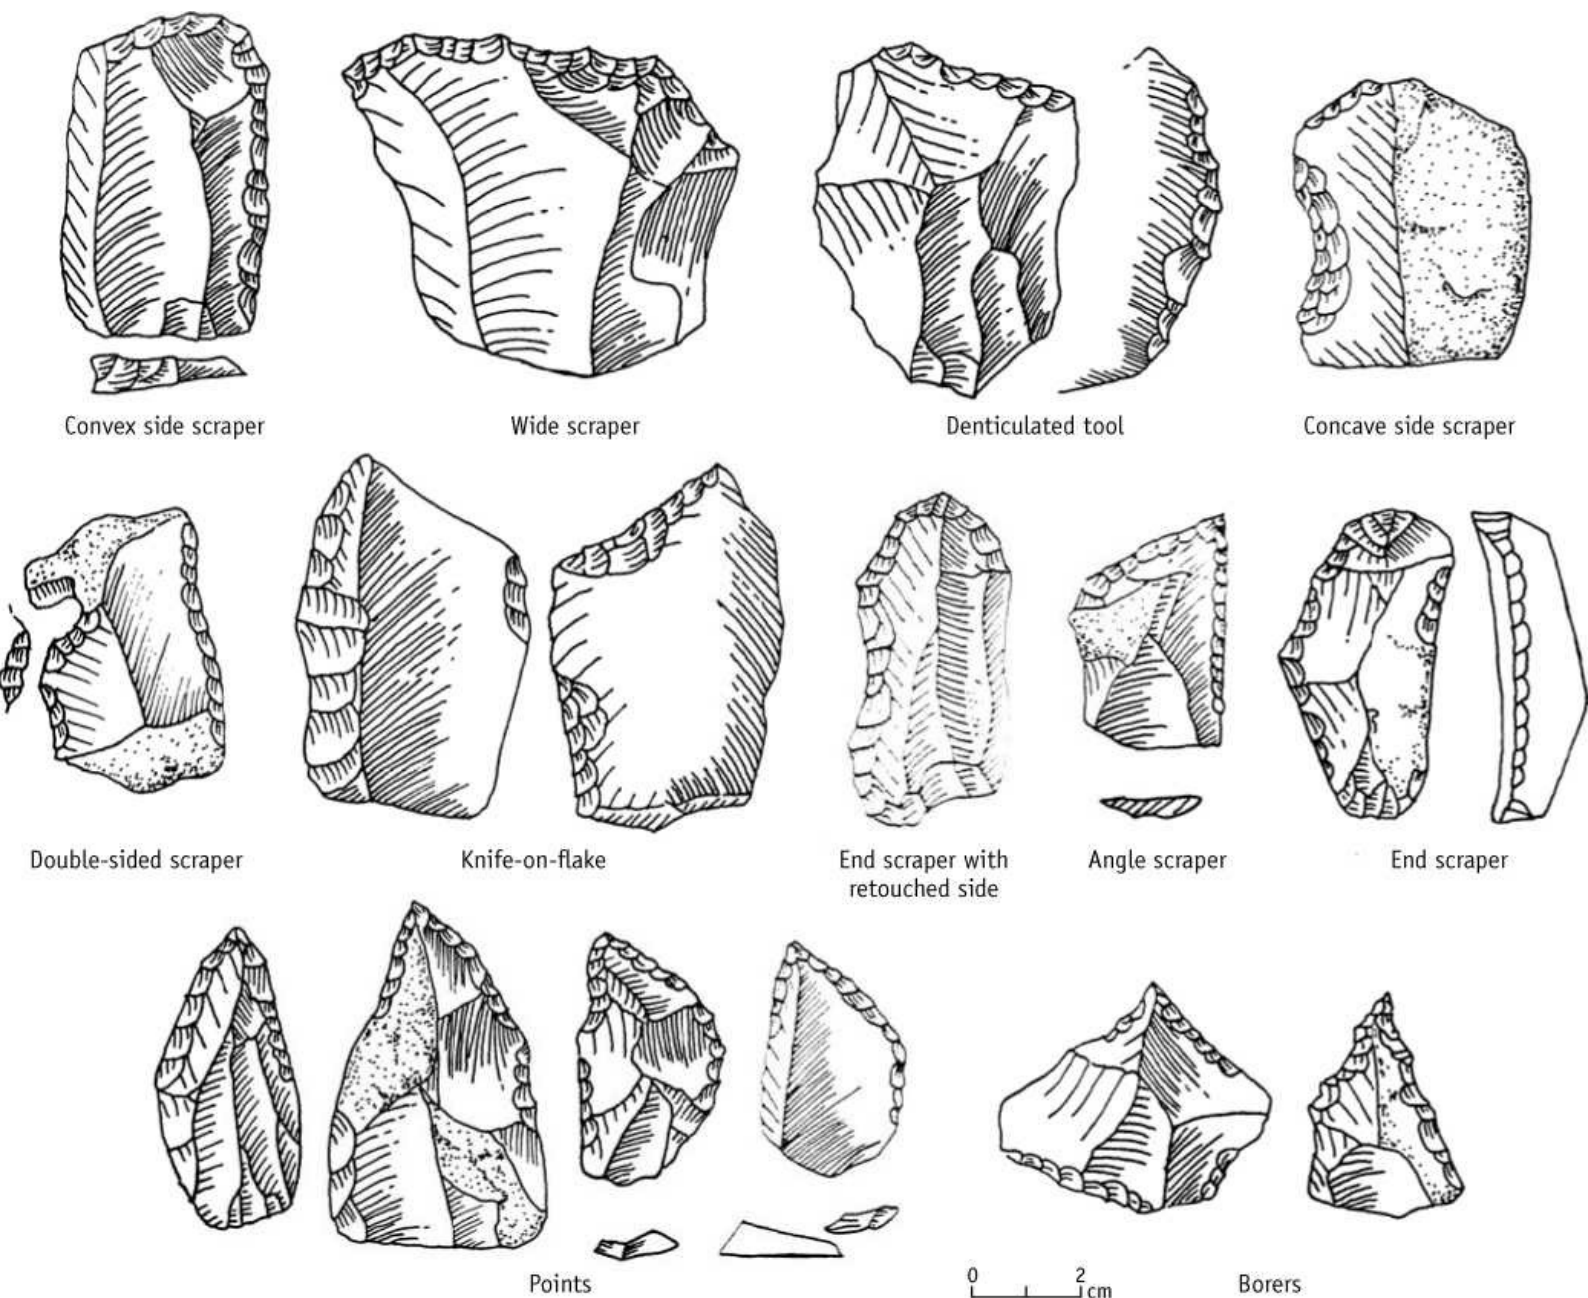 Convex side scraper
Wide scraper
Denticulated tool
Concave side scraper
Double-sided scraper
Knife-on-flake
End scraper with
retouched side
Angle scraper
End scraper
Points
0 2
cm
Borers